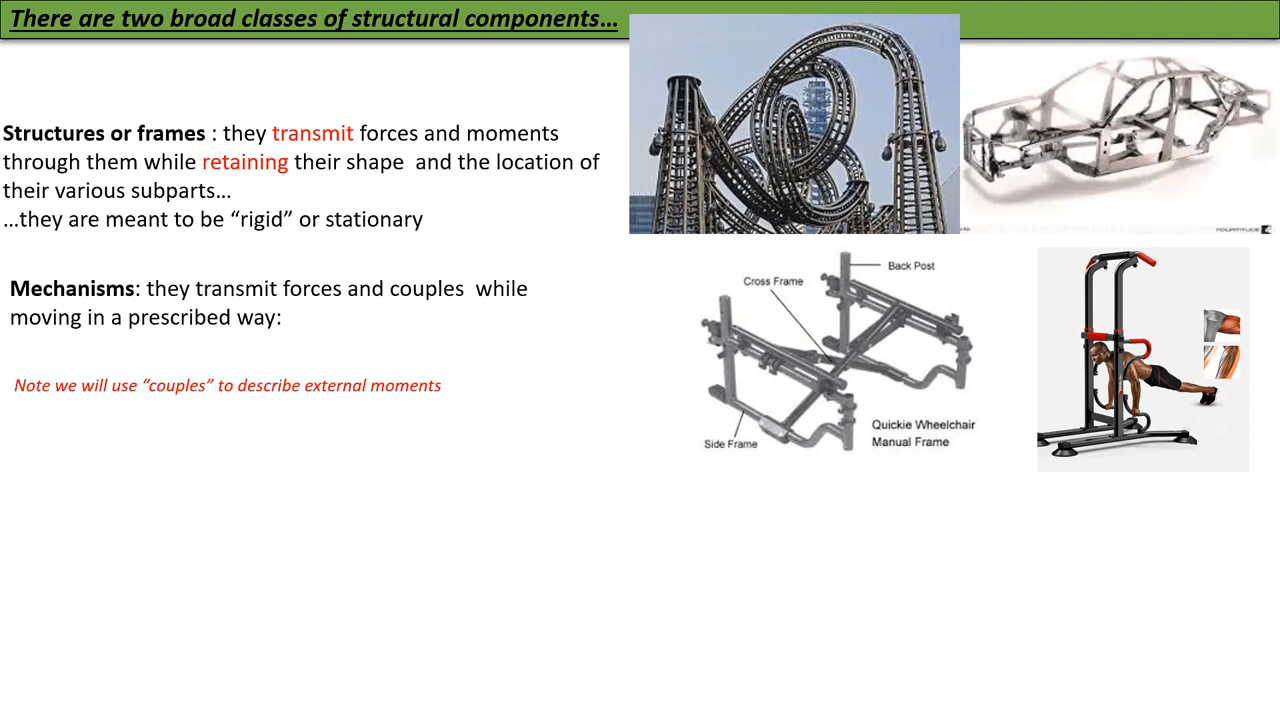 There are two broad classes of structural components…
Structures or frames : they transmit forces and moments
through them while retaining their shape  and the location of
their various subparts…
…they are meant to be “rigid” or stationary
Mechanisms: they transmit forces and couples  while
moving in a prescribed way:
Note we will use “couples” to describe external moments
Back Post
Cross Frame
Quickie Wheelchair
Manual Frame
Side Frame